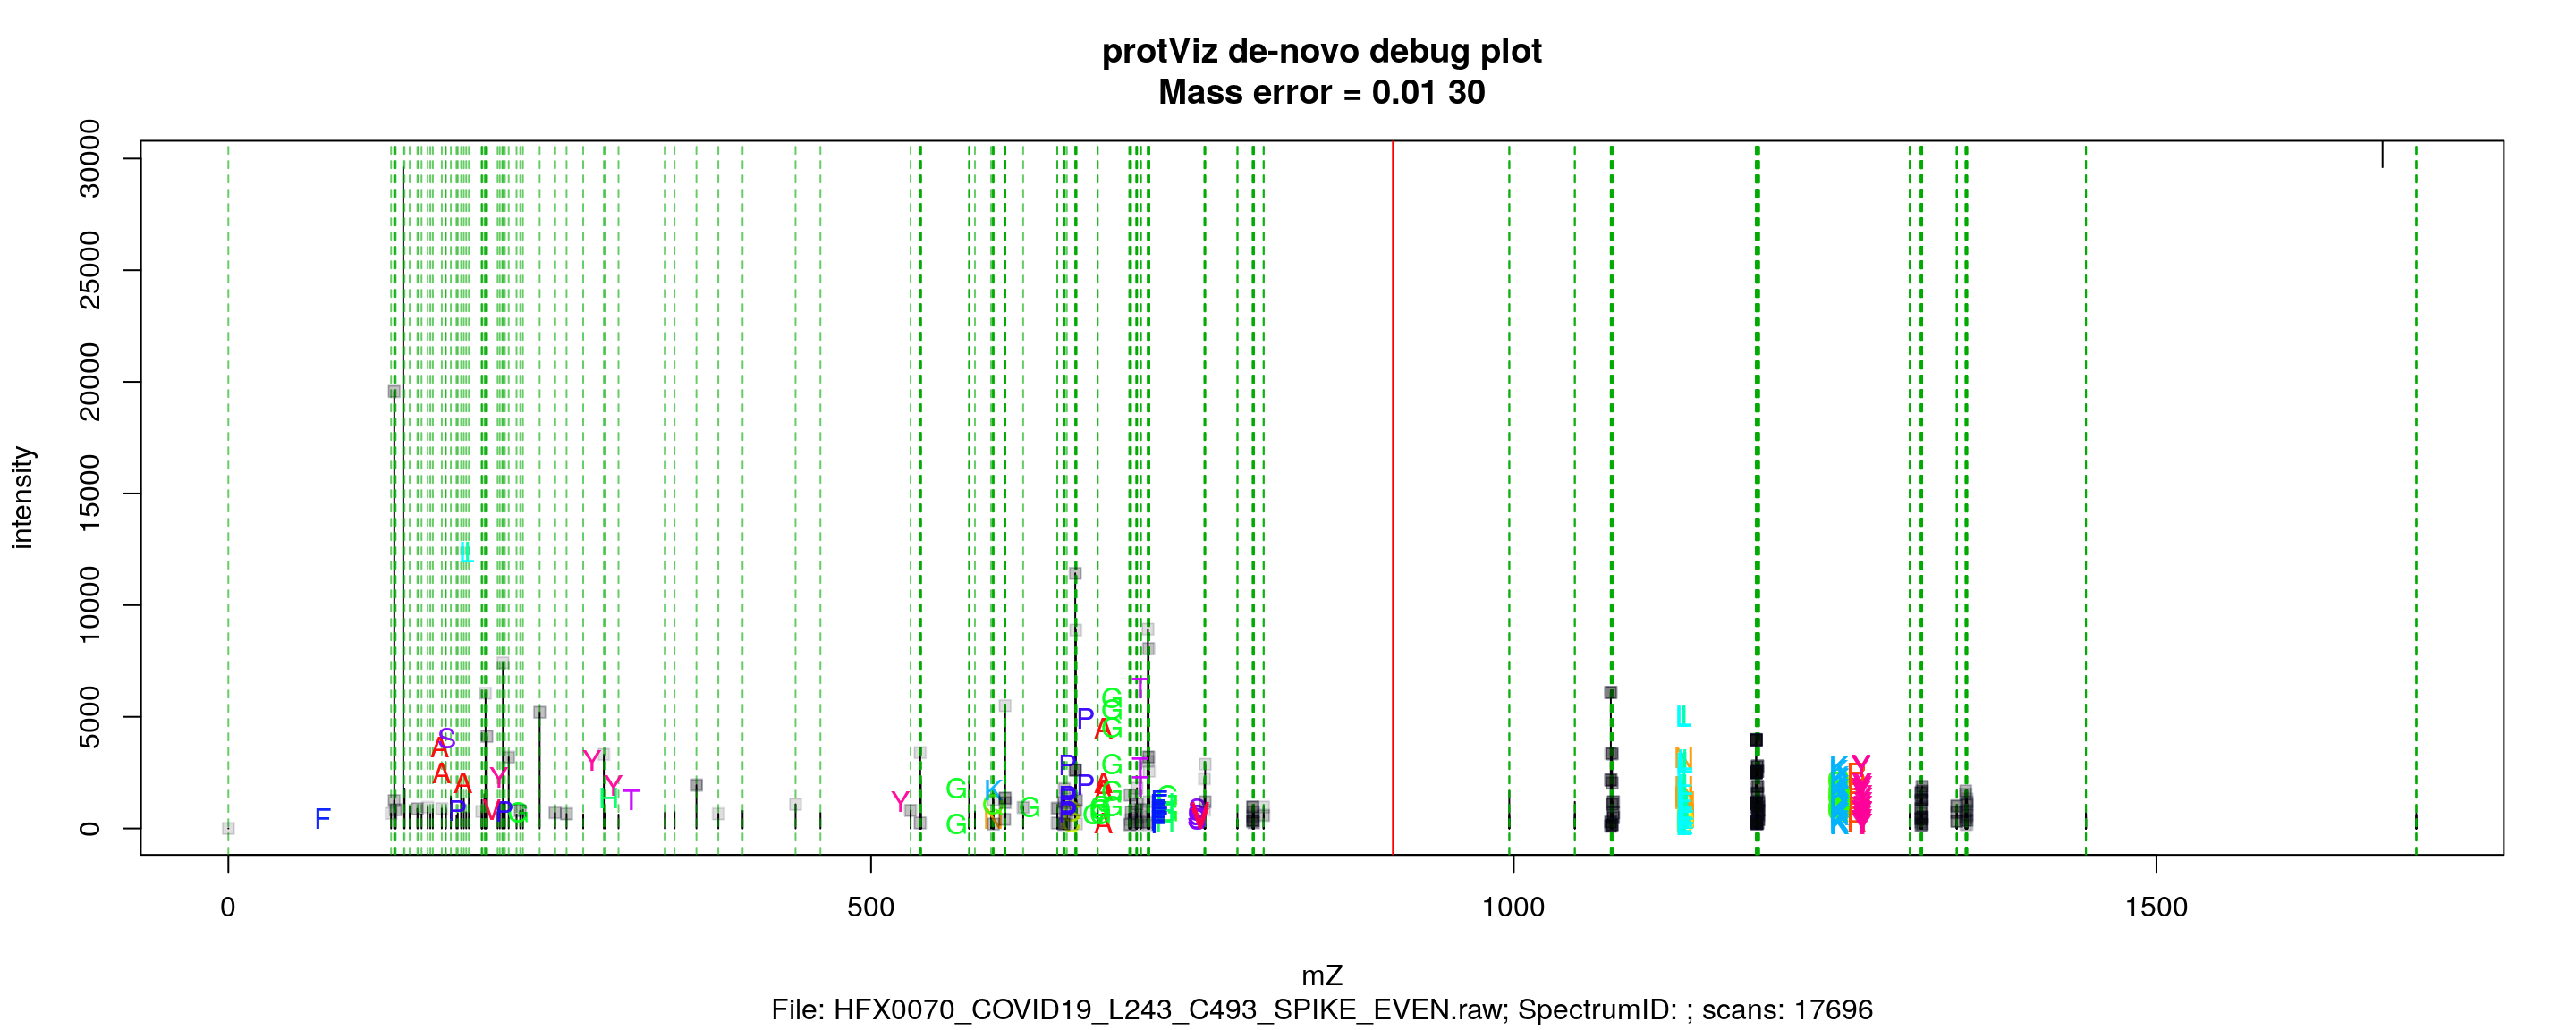 protViz de-novo debug plot
Mass error = 0.01 30
intensity
30000
25000
20000
15000
10000
5000
0
0 500 1000 1500
mZ
File: HFX0070_COVID19_L243_C493_SPIKE_EVEN.raw; SpectrumID: ; scans: 17696
F
A
S
A
A
P
V
Y
P
G
Y
Y
H
T
Y
G
G
K
G
P
P
P
A
G
G
G
G
T
T